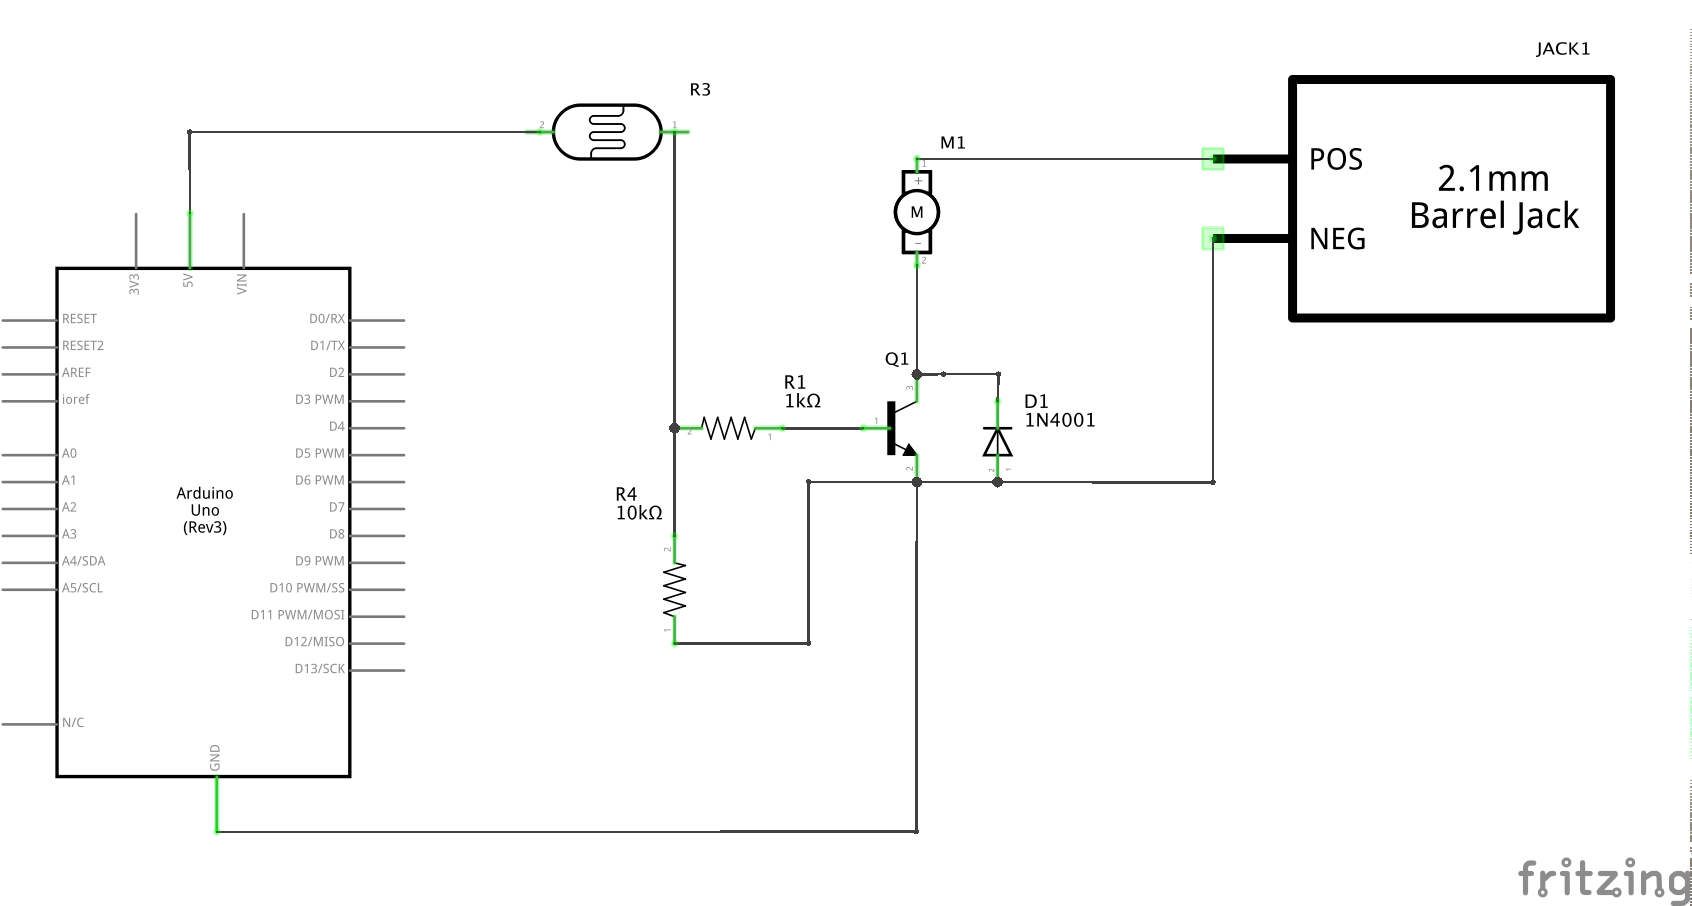 JACK1
R3
2
1
M1
1
+
M
−
2
POS
NEG
2.1mm
Barrel Jack
3V3
5V
VIN
RESET
RESET2
AREF
ioref
A0
A1
A2
A3
A4/SDA
A5/SCL
N/C
Arduino
Uno
(Rev3)
D0/RX
D1/TX
D2
D3 PWM
D4
D5 PWM
D6 PWM
D7
D8
D9 PWM
D10 PWM/SS
D11 PWM/MOSI
D12/MISO
D13/SCK
GND
R1
1kΩ
2
1
Q1
3
1
2
D1
1N4001
2
1
R4
10kΩ
2
1
fritzing